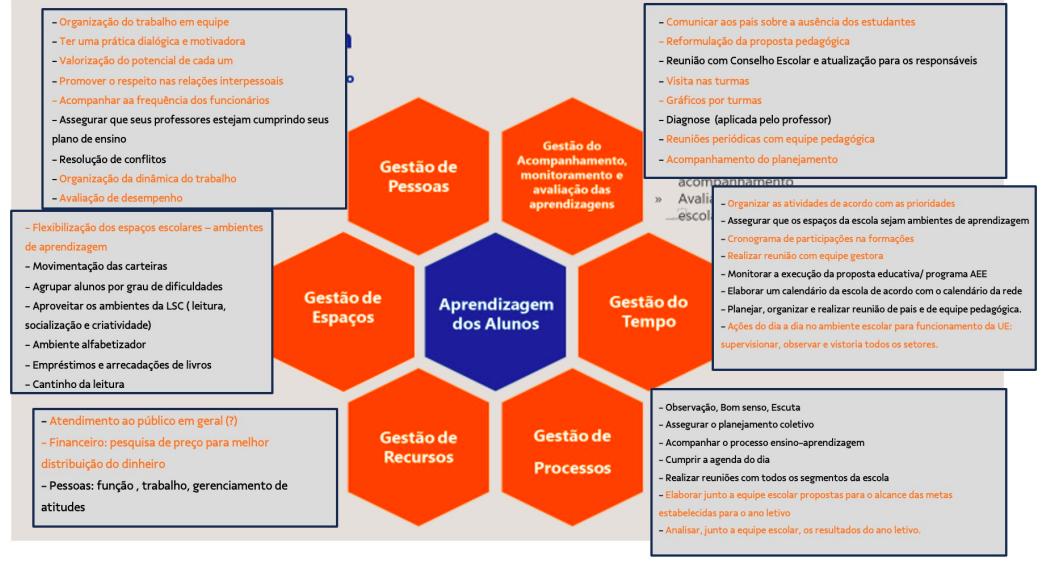 – Organização do trabalho em equipe
– Ter uma prática dialógica e motivadora
– Valorização do potencial de cada um
– Promover o respeito nas relações interpessoais
– Acompanhar aa frequência dos funcionários
– Assegurar que seus professores estejam cumprindo seus
plano de ensino
– Resolução de conflitos
– Organização da dinâmica do trabalho
– Avaliação de desempenho
– Comunicar aos pais sobre a ausência dos estudantes
– Reformulação da proposta pedagógica
– Reunião com Conselho Escolar e atualização para os responsáveis
– Visita nas turmas
– Gráficos por turmas
– Diagnose (aplicada pelo professor)
– Reuniões periódicas com equipe pedagógica
– Acompanhamento do planejamento
Gestão de
Pessoas
Gestão do
Acompanhamento,
monitoramento e
avaliação das
aprendizagens
acompanhamento
»
– Flexibilização dos espaços escolares – ambientes
de aprendizagem
– Movimentação das carteiras
– Agrupar alunos por grau de dificuldades
– Aproveitar os ambientes da LSC ( leitura,
socialização e criatividade)
– Ambiente alfabetizador
– Empréstimos e arrecadações de livros
– Cantinho da leitura
Gestão de
Espaços
Aprendizagem
dos Alunos
Gestão do
Tempo
– Organizar as atividades de acordo com as prioridades
– Assegurar que os espaços da escola sejam ambientes de aprendizagem
– Cronograma de participações na formações
– Realizar reunião com equipe gestora
– Monitorar a execução da proposta educativa/ programa AEE
– Elaborar um calendário da escola de acordo com o calendário da rede
– Planejar, organizar e realizar reunião de pais e de equipe pedagógica.
– Ações do dia a dia no ambiente escolar para funcionamento da UE:
supervisionar, observar e vistoria todos os setores.
– Atendimento ao público em geral (?)
– Financeiro: pesquisa de preço para melhor
distribuição do dinheiro
– Pessoas: função , trabalho, gerenciamento de
atitudes
Gestão de
Recursos
Gestão de
Processos
– Observação, Bom senso, Escuta
– Assegurar o planejamento coletivo
– Acompanhar o processo ensino–aprendizagem
– Cumprir a agenda do dia
– Realizar reuniões com todos os segmentos da escola
– Elaborar junto a equipe escolar propostas para o alcance das metas
estabelecidas para o ano letivo
– Analisar, junto a equipe escolar, os resultados do ano letivo.